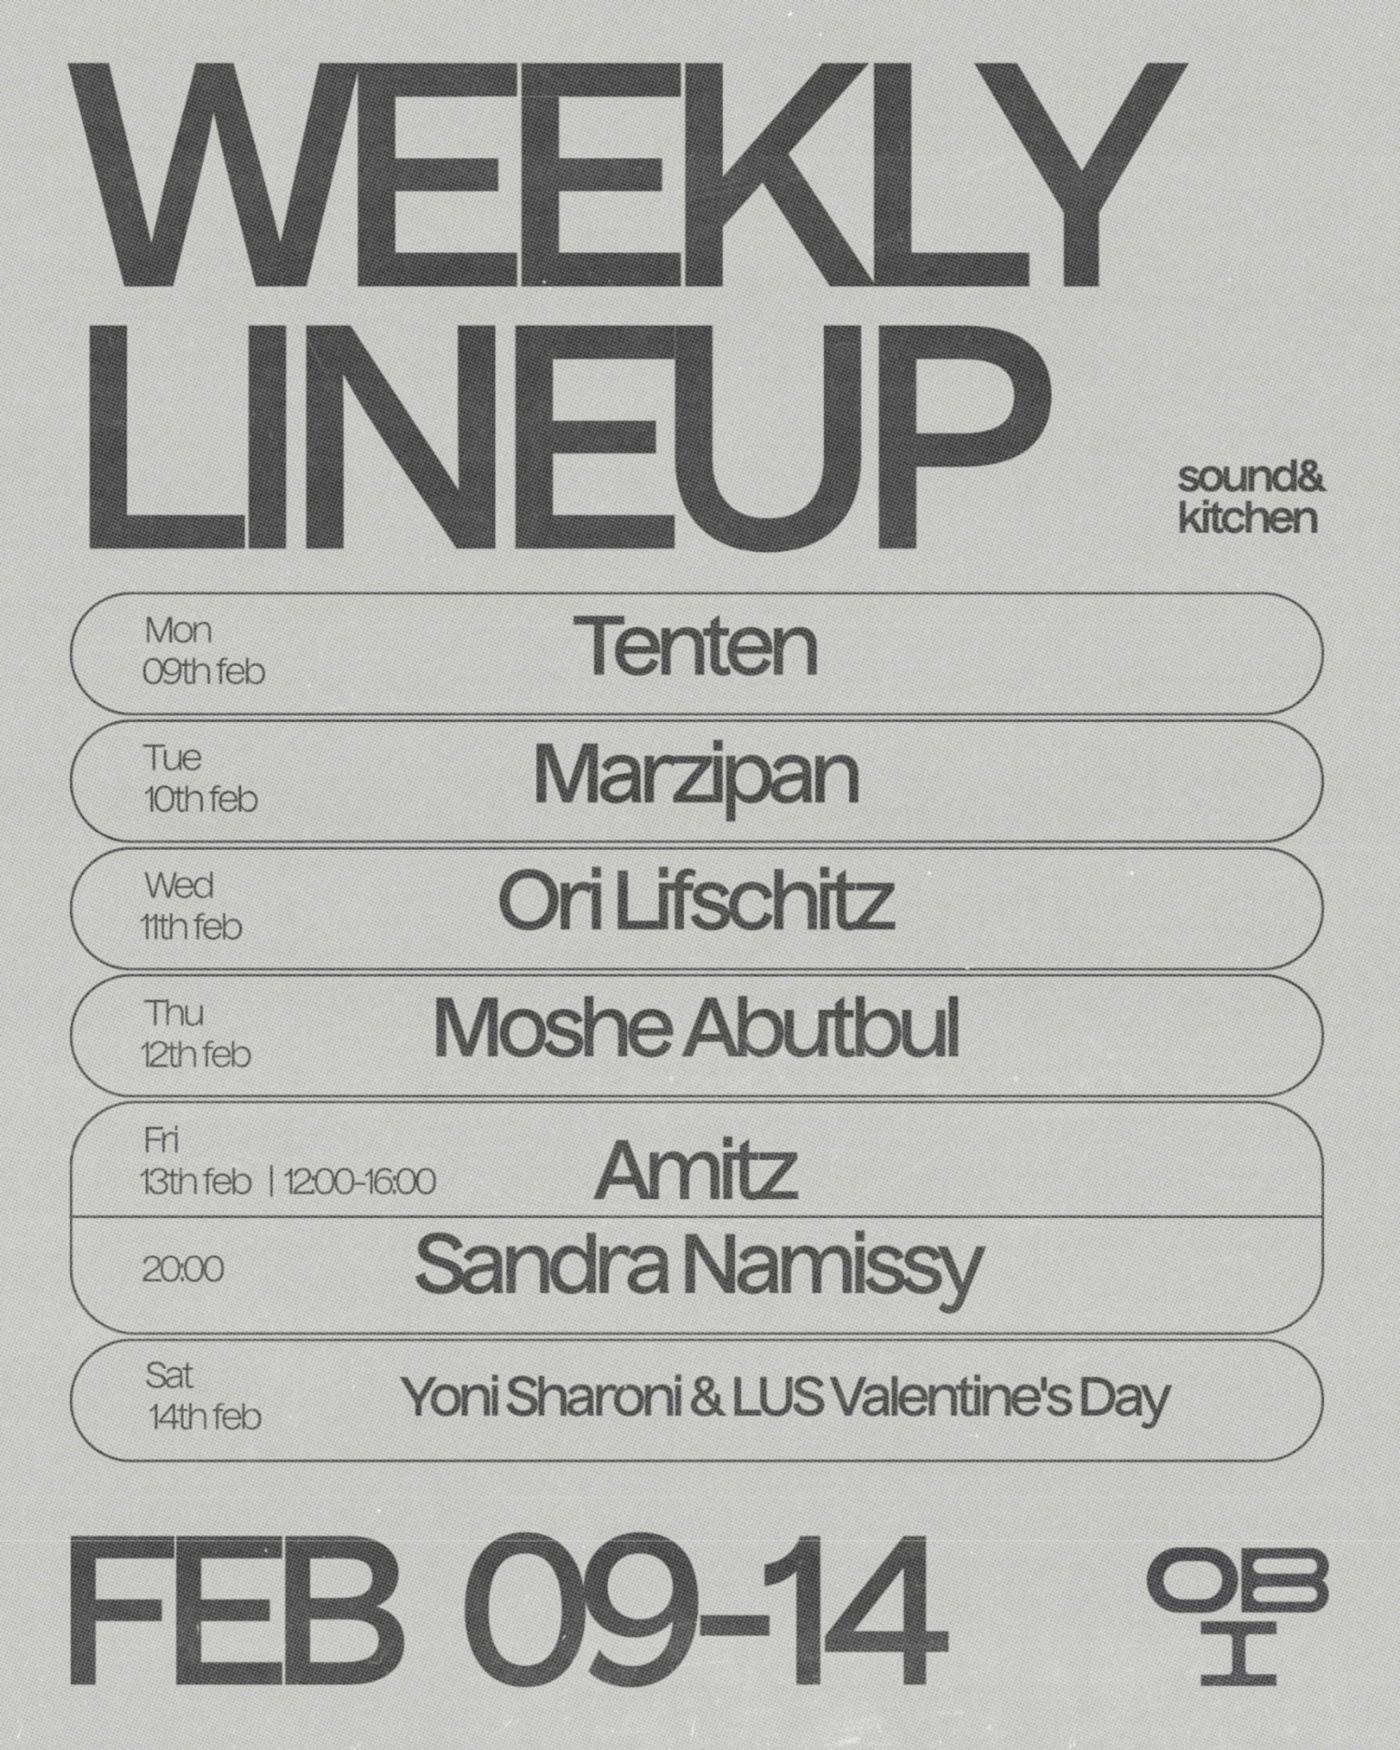 WEEKLY
LINEUP
sound&
kitchen
Mon
09th feb
Tenten
Tue
10th feb
Marzipan
Wed
11th feb
Ori Lifschitz
Thu
12th feb
Moshe Abutbul
Fri
13th feb | 12:00-16:00
Amitz
20:00
Sandra Namissy
Sat
14th feb
Yoni Sharoni & LUS Valentine's Day
FEB 09-14
OB
I